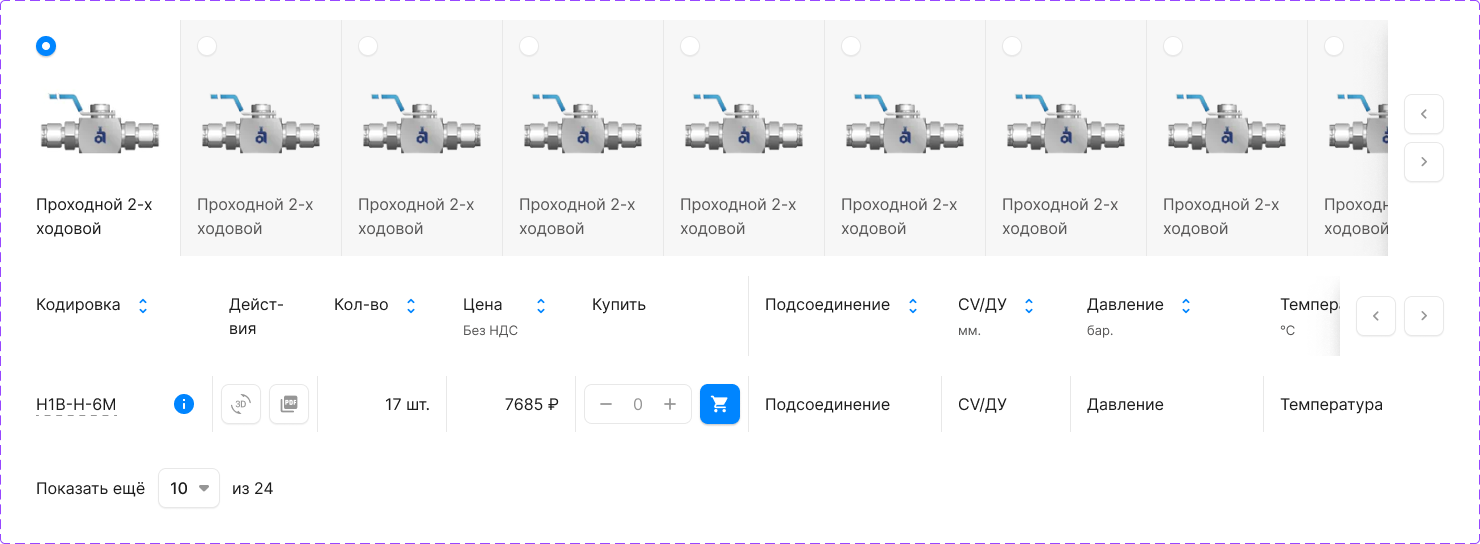 Проходной 2-х
ходовой
Проходной 2-х
ходовой
Проходной 2-х
ходовой
Проходной 2-х
ходовой
Проходной 2-х
ходовой
Проходной 2-х
ходовой
Проходной 2-х
ходовой
Проходной 2-х
ходовой
Проходн
ходовой
Кодировка
Дейст-
вия
Кол-во
Цена
Без НДС
Купить
Подсоединение
CV/ДУ
мм.
Давление
бар.
Темпера
°C
H1B-H-6M
3D
PDF
17 шт.
7685 ₽
0
Подсоединение
CV/ДУ
Давление
Температура
Показать ещё
10
из 24